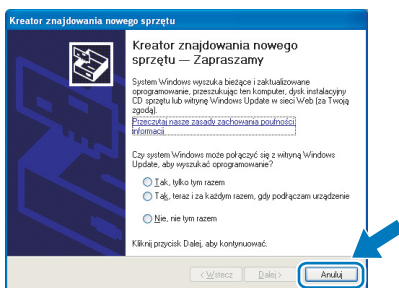 Kreator znajdowania nowego sprzętu
Kreator znajdowania nowego
sprzętu — Zapraszamy
System Windows wyszuka bieżące i zaktualizowane
oprogramowanie, przeszukując ten komputer, dysk instalacyjny
CD sprzętu lub witrynę Windows Update w sieci Web (za Twoją
zgodą).
Przeczytaj nasze zasady zachowania poufności
informacji
Czy system Windows może połączyć się z witryną Windows
Update, aby wyszukać oprogramowanie?
Tak, tylko tym razem
Tak, teraz i za każdym razem, gdy podłączam urządzenie
Nie, nie tym razem
Kliknij przycisk Dalej, aby kontynuować.
< Wstecz
Dalej >
Anuluj